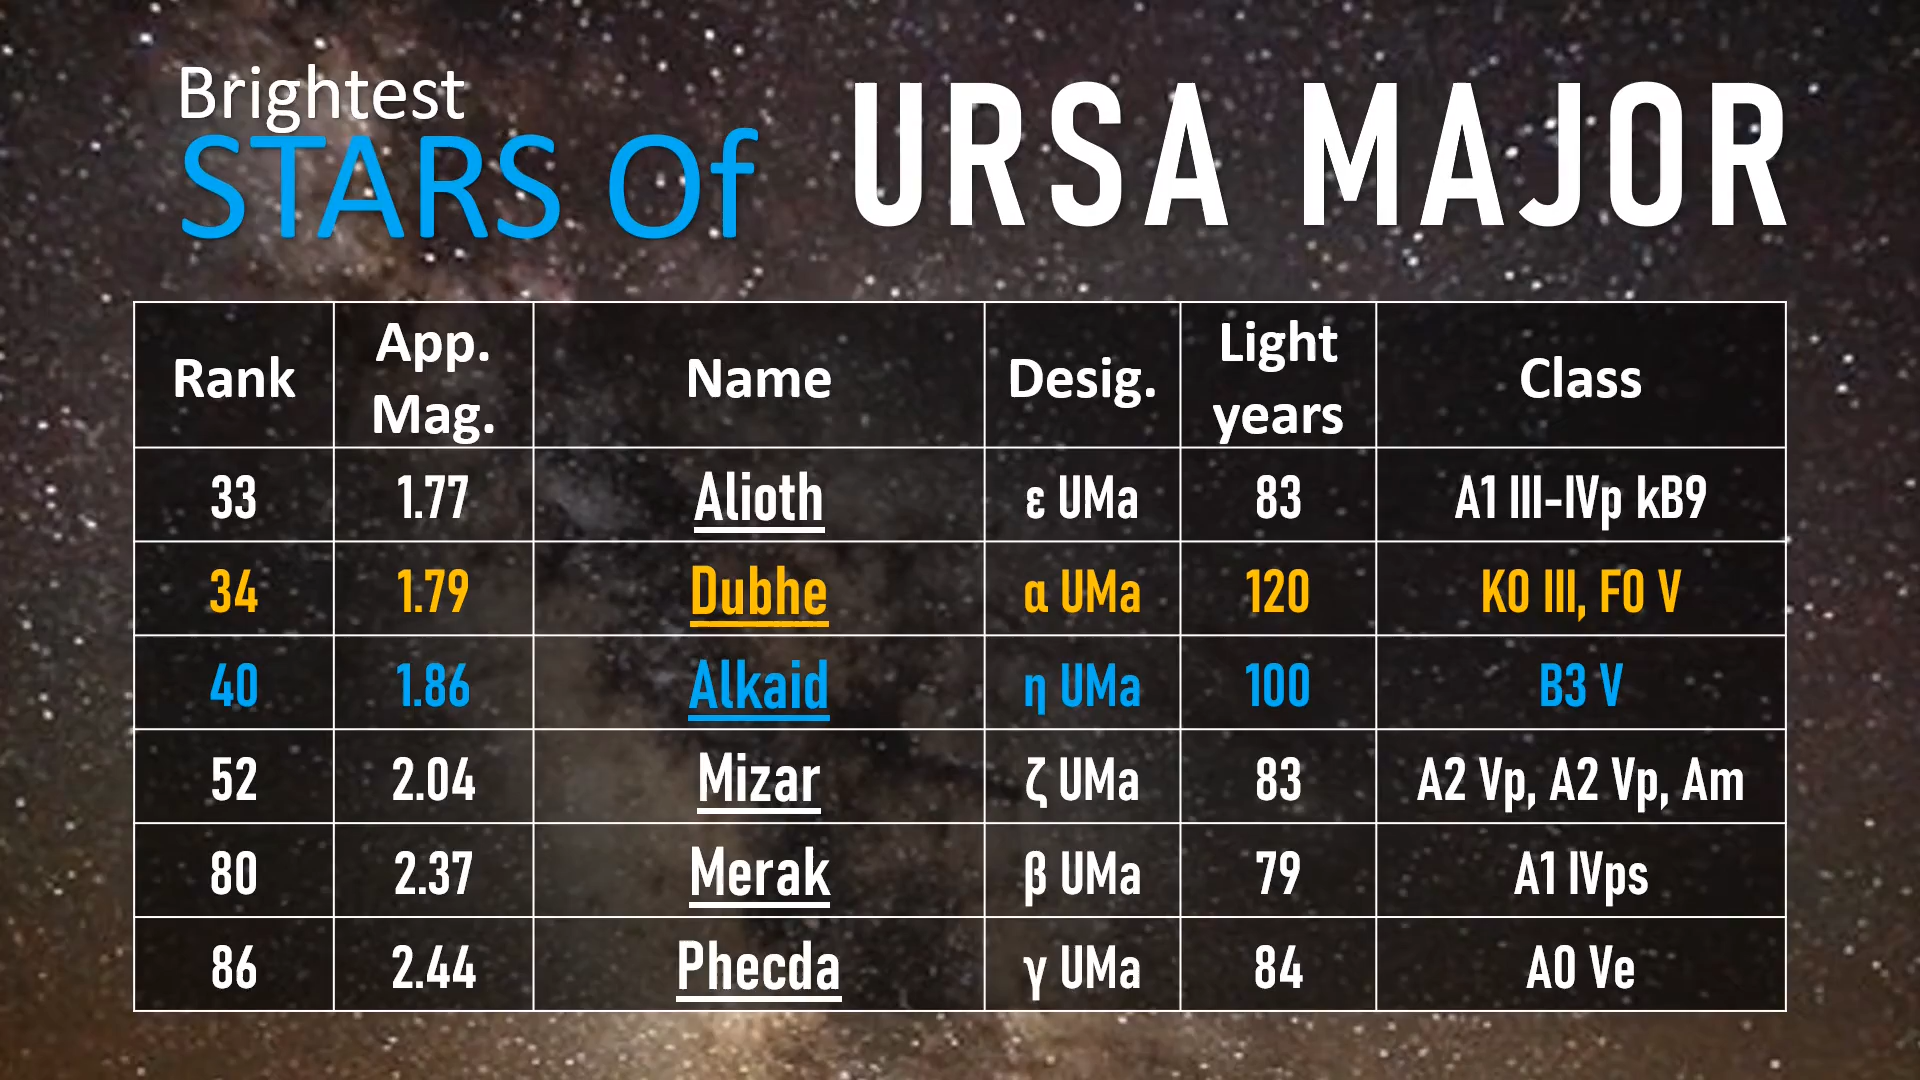 Brightest
STARS Of
URSA MAJOR
Rank App. Mag. Name Desig. Light years Class
33 1.77 Alioth ε UMa 83 A1 III-IVp kB9
34 1.79 Dubhe α UMa 120 K0 III, F0 V
40 1.86 Alkaid η UMa 100 B3 V
52 2.04 Mizar ζ UMa 83 A2 Vp, A2 Vp, Am
80 2.37 Merak β UMa 79 A1 IVps
86 2.44 Phecda γ UMa 84 A0 Ve